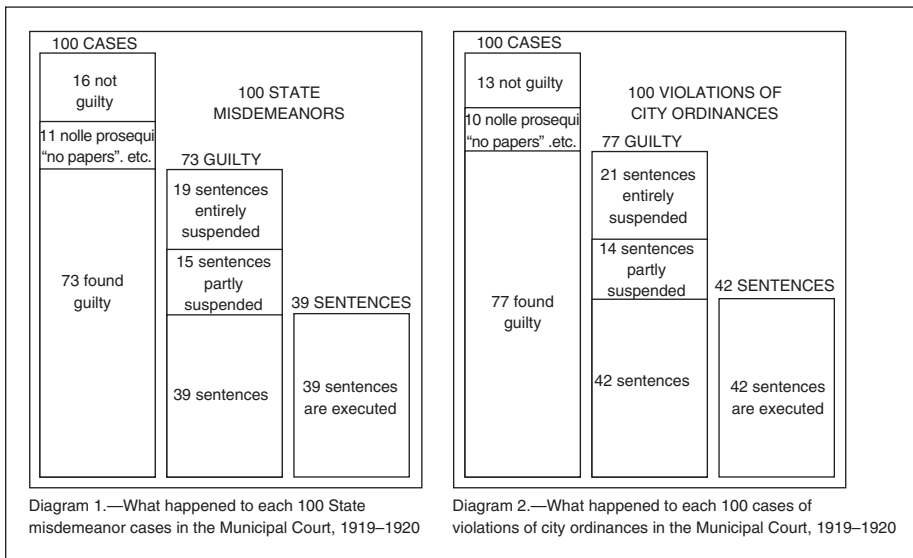 100 CASES
16 not
guilty
11 nolle prosequi
“no papers”. etc.
73 found
guilty
100 STATE
MISDEMEANORS
73 GUILTY
19 sentences
entirely
suspended
15 sentences
partly
suspended
39 sentences
39 SENTENCES
39 sentences
are executed
Diagram 1.—What happened to each 100 State
misdemeanor cases in the Municipal Court, 1919–1920
100 CASES
13 not guilty
10 nolle prosequi
“no papers” .etc.
77 found
guilty
100 VIOLATIONS OF
CITY ORDINANCES
77 GUILTY
21 sentences
entirely
suspended
14 sentences
partly
suspended
42 sentences
42 SENTENCES
42 sentences
are executed
Diagram 2.—What happened to each 100 cases of
violations of city ordinances in the Municipal Court, 1919–1920